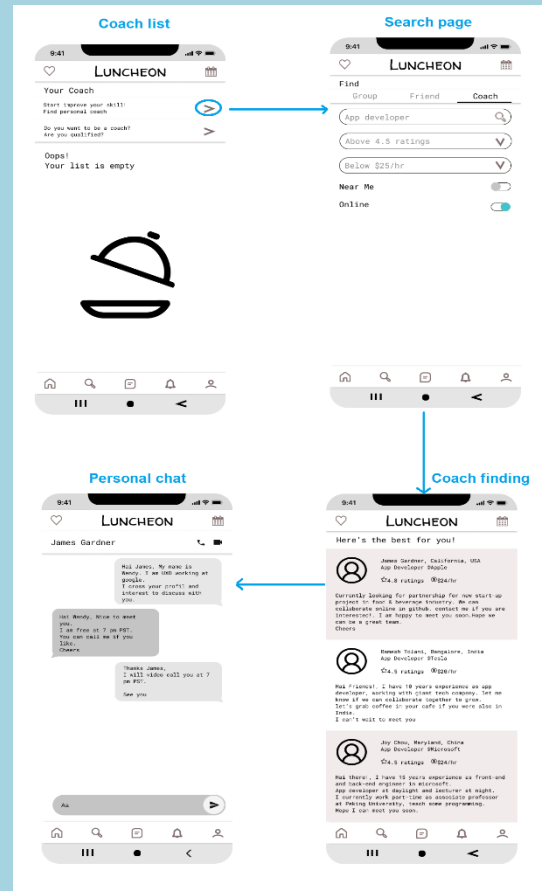 Coach list
9:41
LUNCHEON
Your Coach
Start improve your skill!
Find personal coach
Do you want to be a coach?
Are you qualified?
Oops!
Your list is empty
Search page
9:41
LUNCHEON
Find
Group Friend Coach
App developer
Above 4.5 ratings
Below $25/hr
Near Me
Online
Personal chat
9:41
LUNCHEON
James Gardner
Hai James, My name is
Wendy. I am UXD working at
google.
I cross your profil and
interest to discuss with
you.
Hai Wendy, Nice to meet
you.
I am free at 7 pm PST.
You can call me if you
like.
Cheers
Thanks James,
I will video call you at 7
pm PST.
See you
Aa
Coach finding
9:41
LUNCHEON
Here's the best for you!
James Gardner, California, USA
App Developer @Apple
4.8 ratings $24/hr
Currently looking for partnership for new start-up
project in food & beverage industry. We can
collaborate online in github. contact me if you are
interested!. I am happy to meet you soon.Hope we
can be a great team.
Cheers
Ramesh Tolani, Bangalore, India
App Developer @Tesla
4.5 ratings $20/hr
Hai Friends!, I have 10 years experience as app
developer, working with giant tech company. let me
know if we can collaborate together to grow.
let's grab coffee in your cafe if you were also in
India.
I can't wait to meet you
Joy Chou, Maryland, China
App Developer @Microsoft
4.5 ratings $24/hr
Hai there!, I have 15 years experience as front-end
and back-end engineer in microsoft.
App developer at daylight and lecturer at night.
I currently work part-time as associate professor
at Peking University, teach some programming.
Hope I can meet you soon.